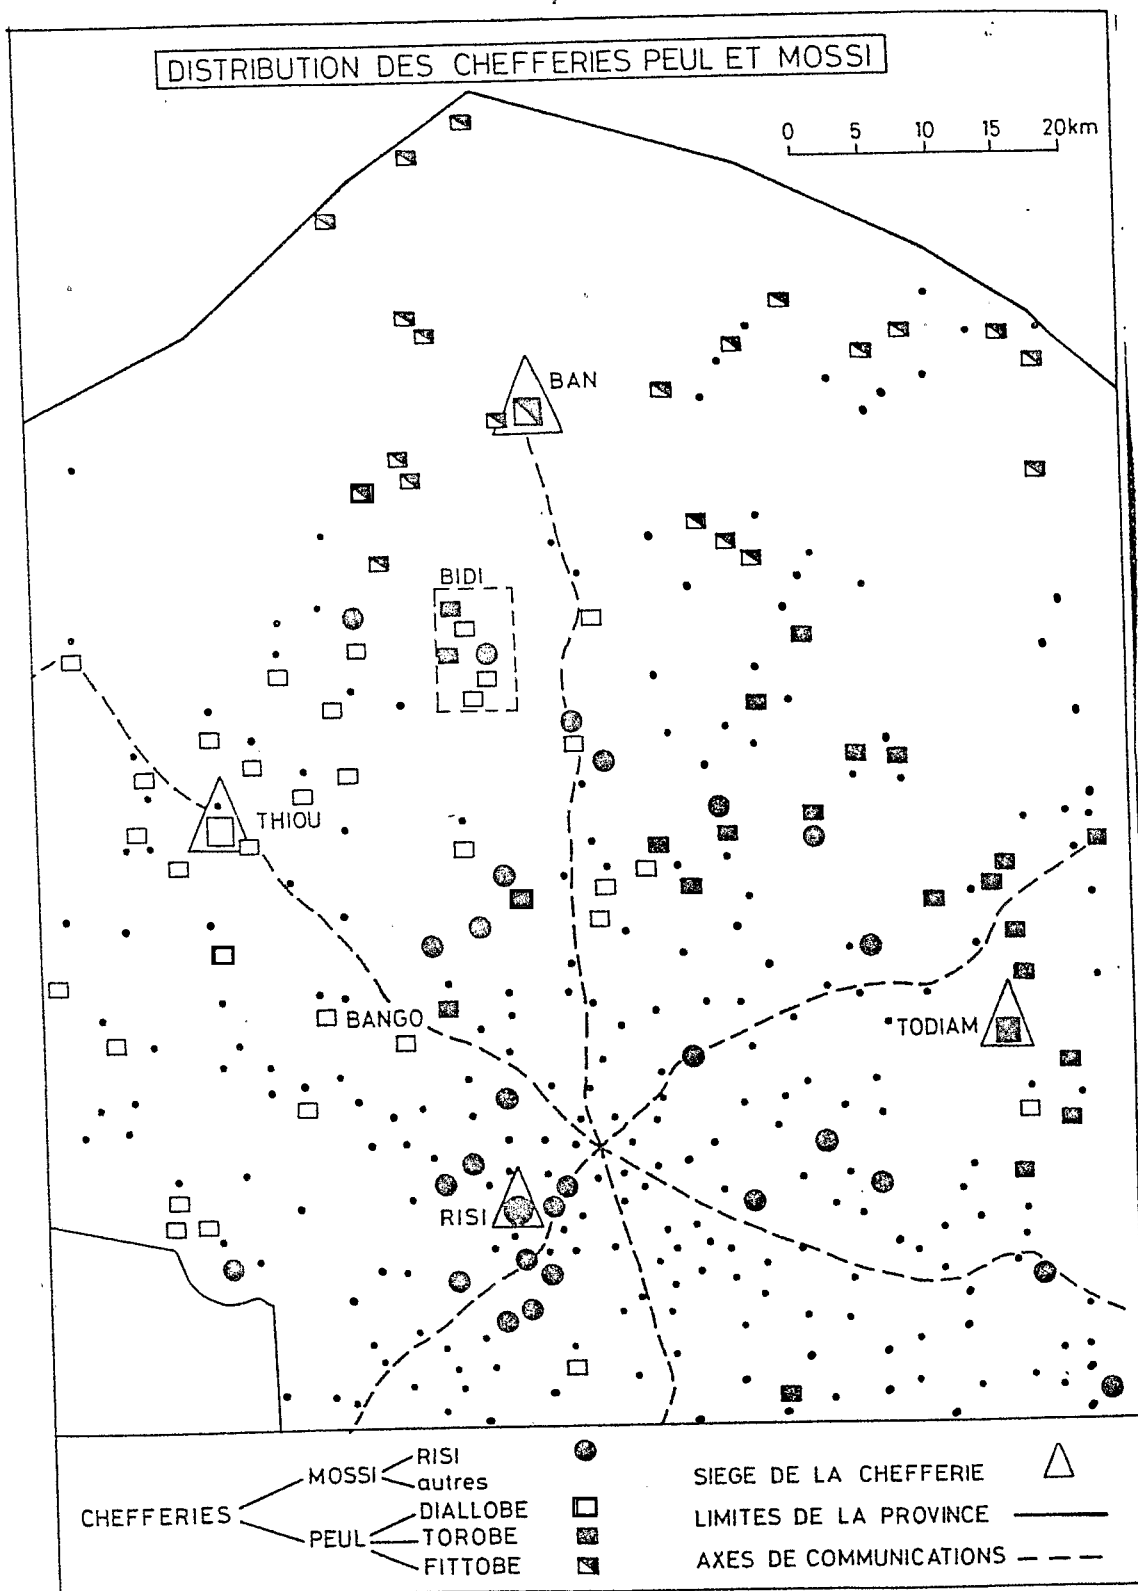 DISTRIBUTION DES CHEFFERIES PEUL ET MOSSI
0 5 10 15 20km
BAN
BIDI
THIOU
BANGO
TODIAM
RISI
CHEFFERIES
MOSSI
RISI
autres
PEUL
DIALLOBE
TOROBE
FITTOBE
SIEGE DE LA CHEFFERIE
LIMITES DE LA PROVINCE
AXES DE COMMUNICATIONS